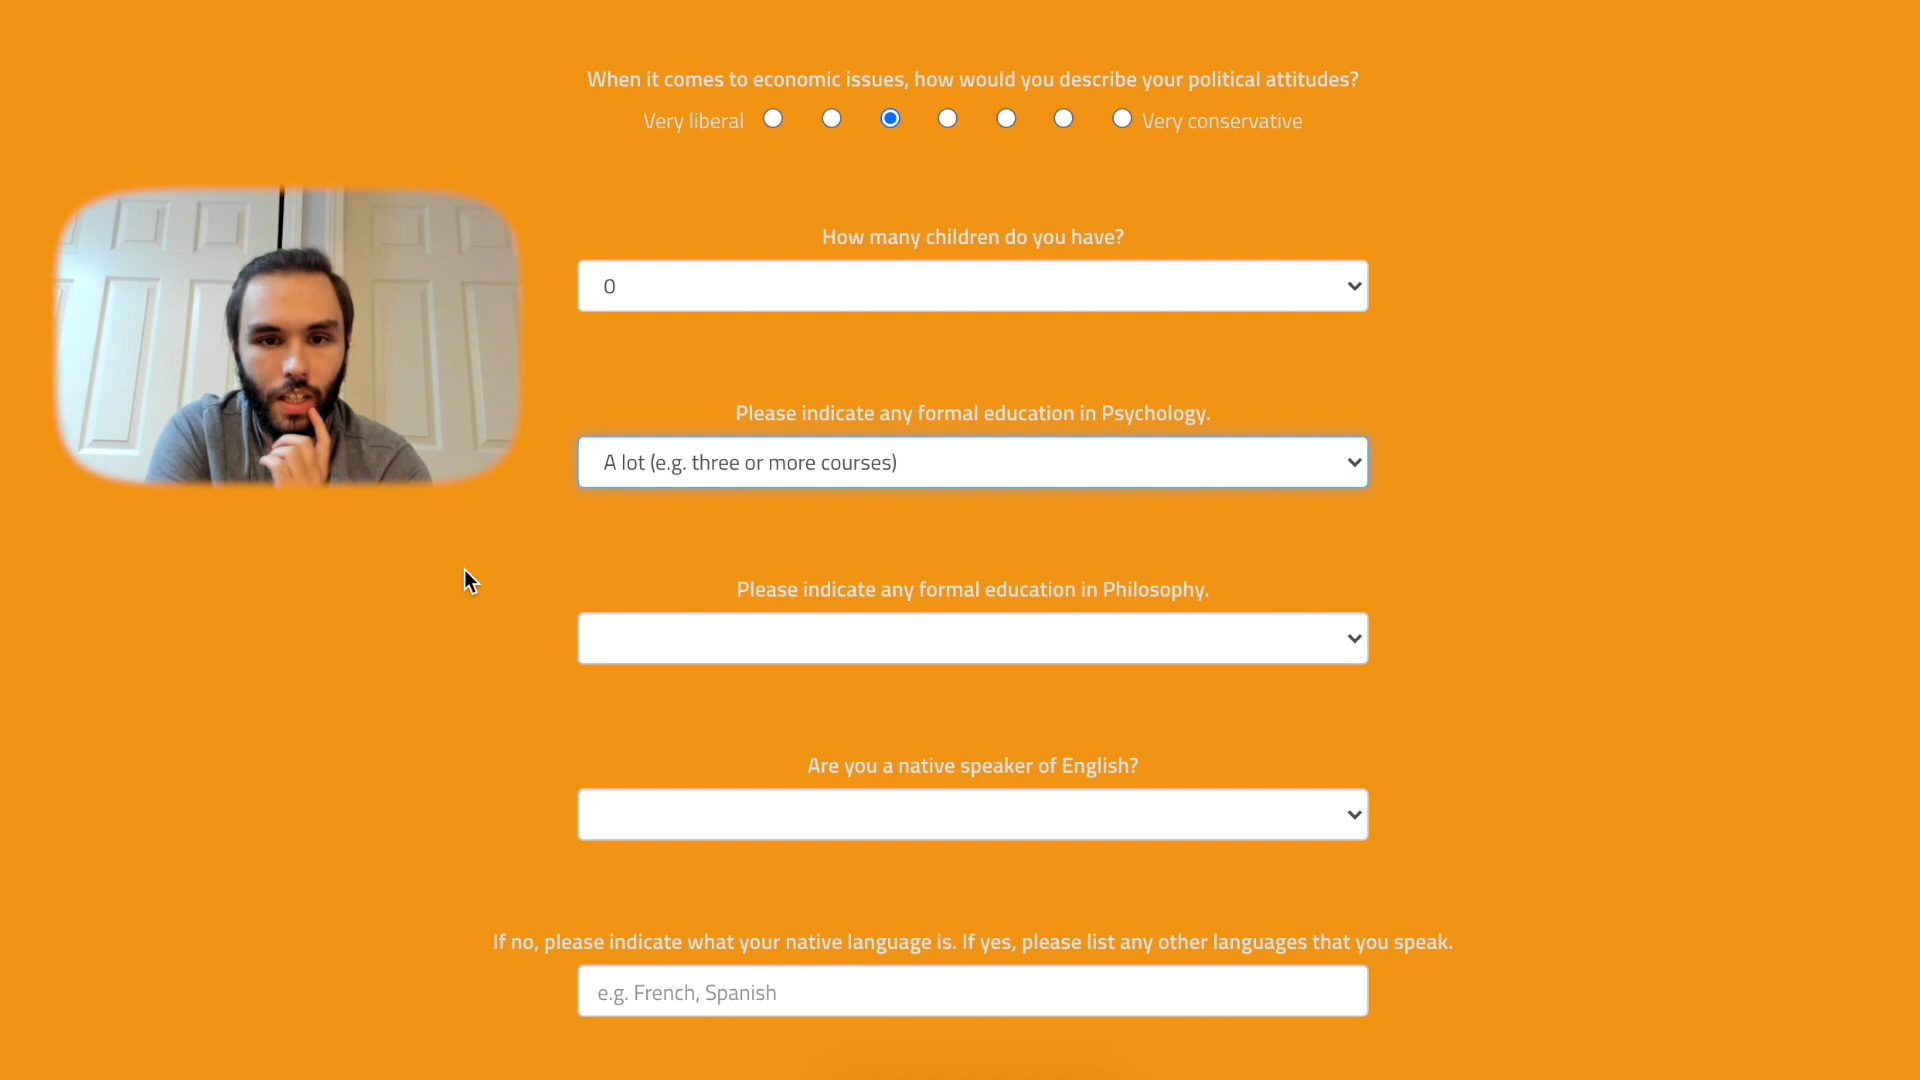 When it comes to economic issues, how would you describe your political attitudes?
Very liberal Very conservative
How many children do you have?
0
Please indicate any formal education in Psychology.
A lot (e.g. three or more courses)
Please indicate any formal education in Philosophy.
Are you a native speaker of English?
If no, please indicate what your native language is. If yes, please list any other languages that you speak.
e.g. French, Spanish